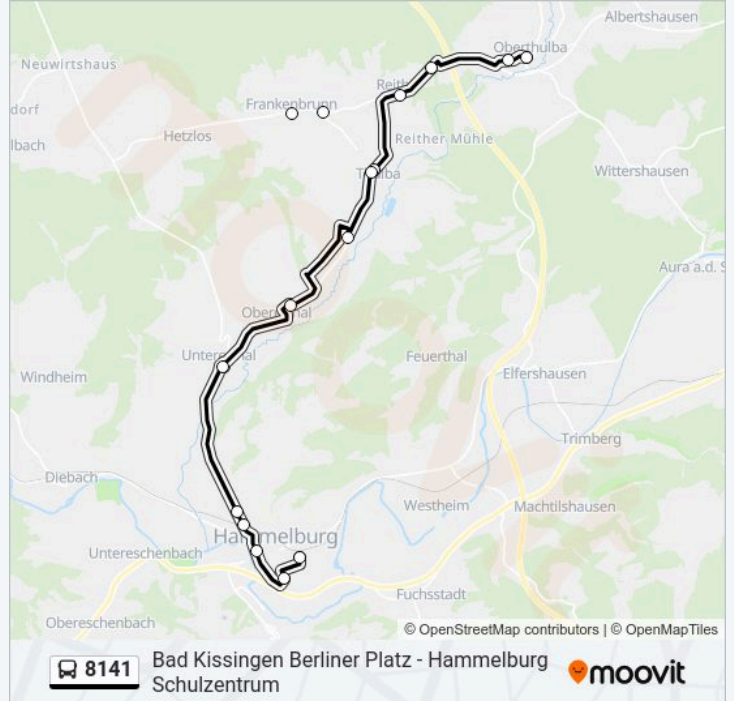 Albertshausen
Oberthulba
Neuwirtshaus
Reith
Frankenbrunn
dorf
Hetzlos
Reither Mühle
lbach
Thulba
Wittershausen
Aura a.d. S
Obererthal
Untererthal
Feuerthal
Windheim
Elfershausen
Trimberg
Diebach
Westheim
Machtilshausen
Hammelburg
Untereschenbach
Fuchsstadt
Obereschenbach
© OpenStreetMap contributors | © OpenMapTiles
8141
Bad Kissingen Berliner Platz - Hammelburg
Schulzentrum
moovit